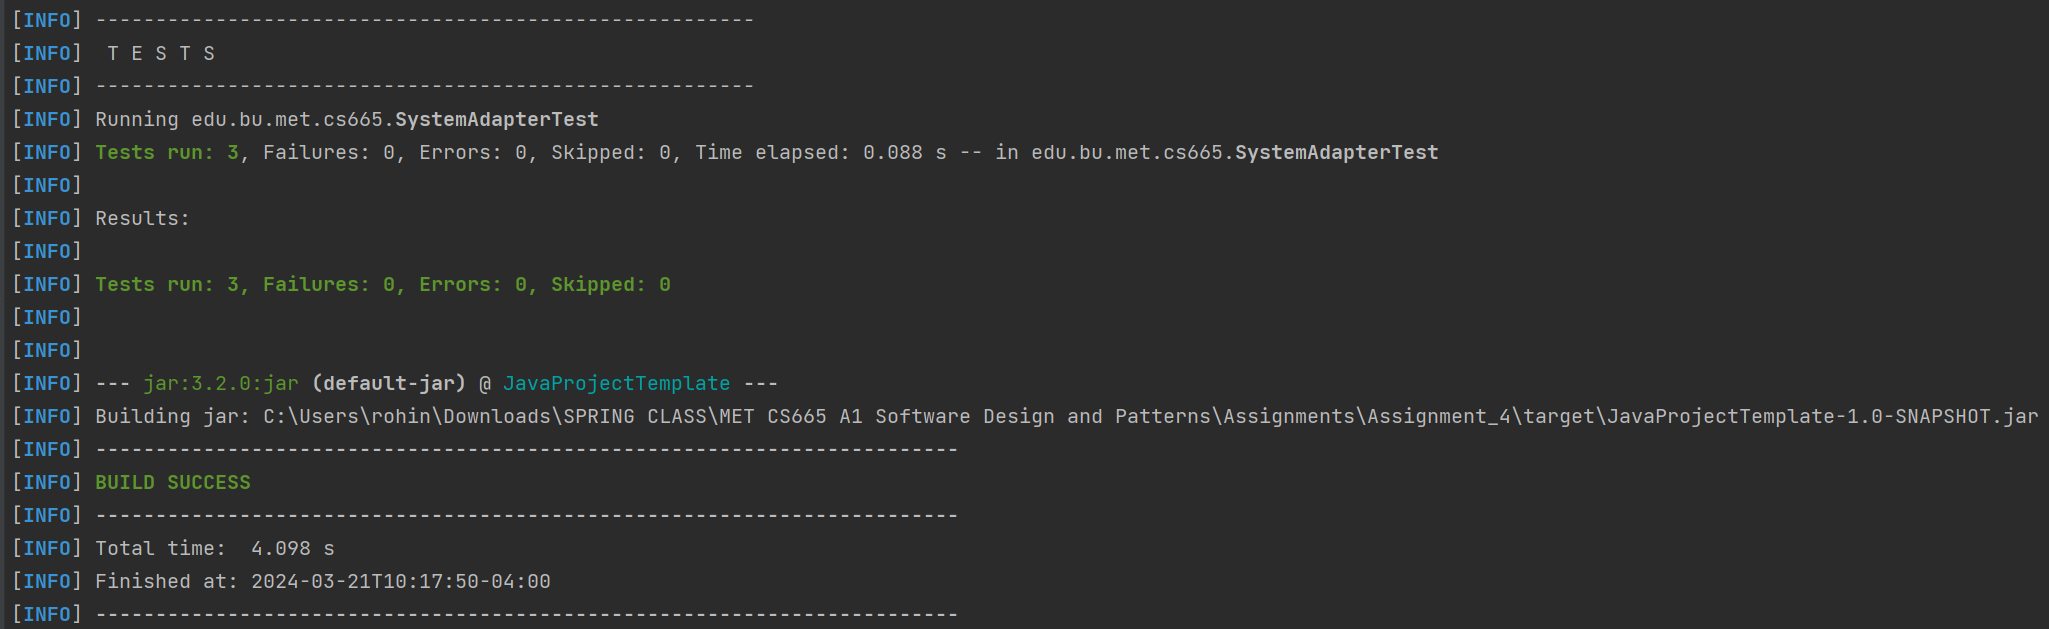 [INFO] -------------------------------------------------------
[INFO]  T E S T S
[INFO] -------------------------------------------------------
[INFO] Running edu.bu.met.cs665.SystemAdapterTest
[INFO] Tests run: 3, Failures: 0, Errors: 0, Skipped: 0, Time elapsed: 0.088 s -- in edu.bu.met.cs665.SystemAdapterTest
[INFO]
[INFO] Results:
[INFO]
[INFO] Tests run: 3, Failures: 0, Errors: 0, Skipped: 0
[INFO]
[INFO]
[INFO] --- jar:3.2.0:jar (default-jar) @ JavaProjectTemplate ---
[INFO] Building jar: C:\Users\rohin\Downloads\SPRING CLASS\MET CS665 A1 Software Design and Patterns\Assignments\Assignment_4\target\JavaProjectTemplate-1.0-SNAPSHOT.jar
[INFO] ------------------------------------------------------------------------
[INFO] BUILD SUCCESS
[INFO] ------------------------------------------------------------------------
[INFO] Total time:  4.098 s
[INFO] Finished at: 2024-03-21T10:17:50-04:00
[INFO] ------------------------------------------------------------------------